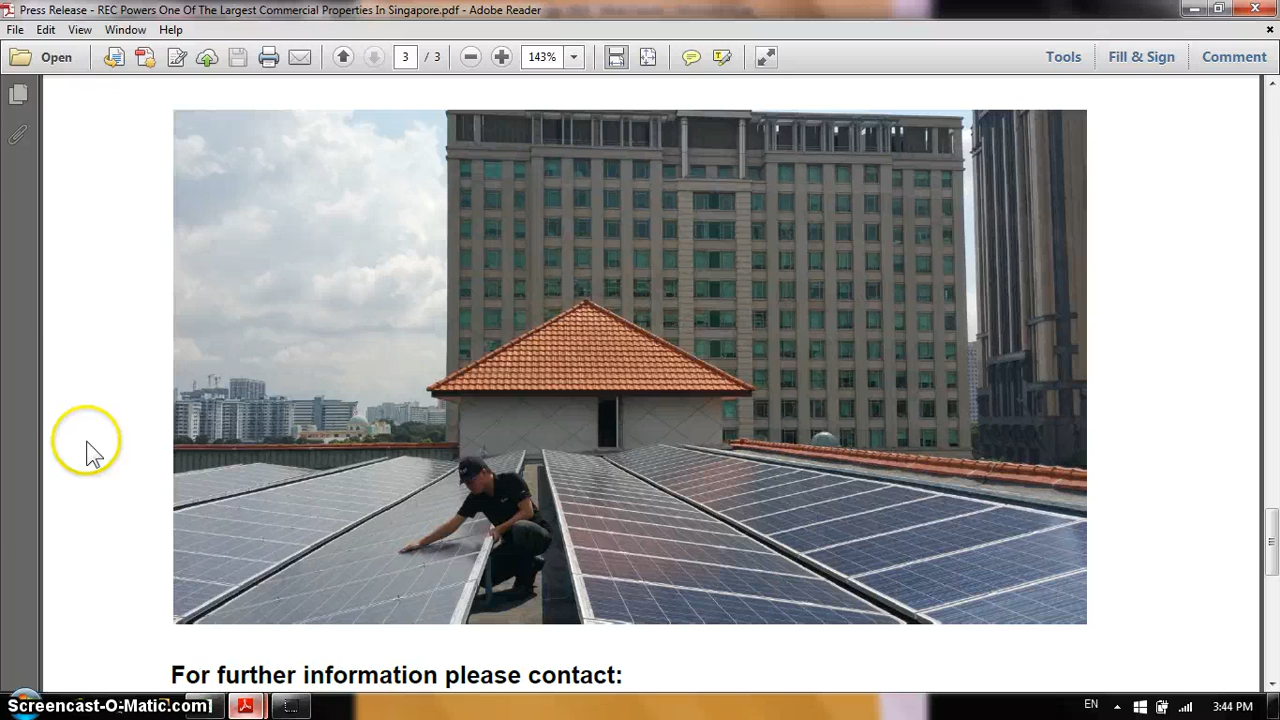 Press Release - REC Powers One Of The Largest Commercial Properties In Singapore.pdf - Adobe Reader
File Edit View Window Help
Open 3 / 3 143% Tools Fill & Sign Comment
For further information please contact:
Screencast-O-Matic.com
EN 3:44 PM